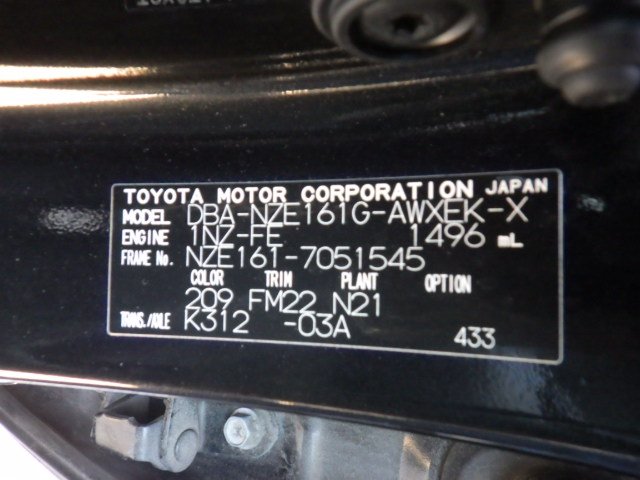 TOYOTA MOTOR CORPORATION JAPAN
MODEL DBA-NZE161G-AWXEK-X
ENGINE 1NZ-FE 1496 mL
FRAME No. NZE161-7051545
COLOR TRIM PLANT OPTION
209 FM22 N21
TRANS./AXLE K312 -03A 433